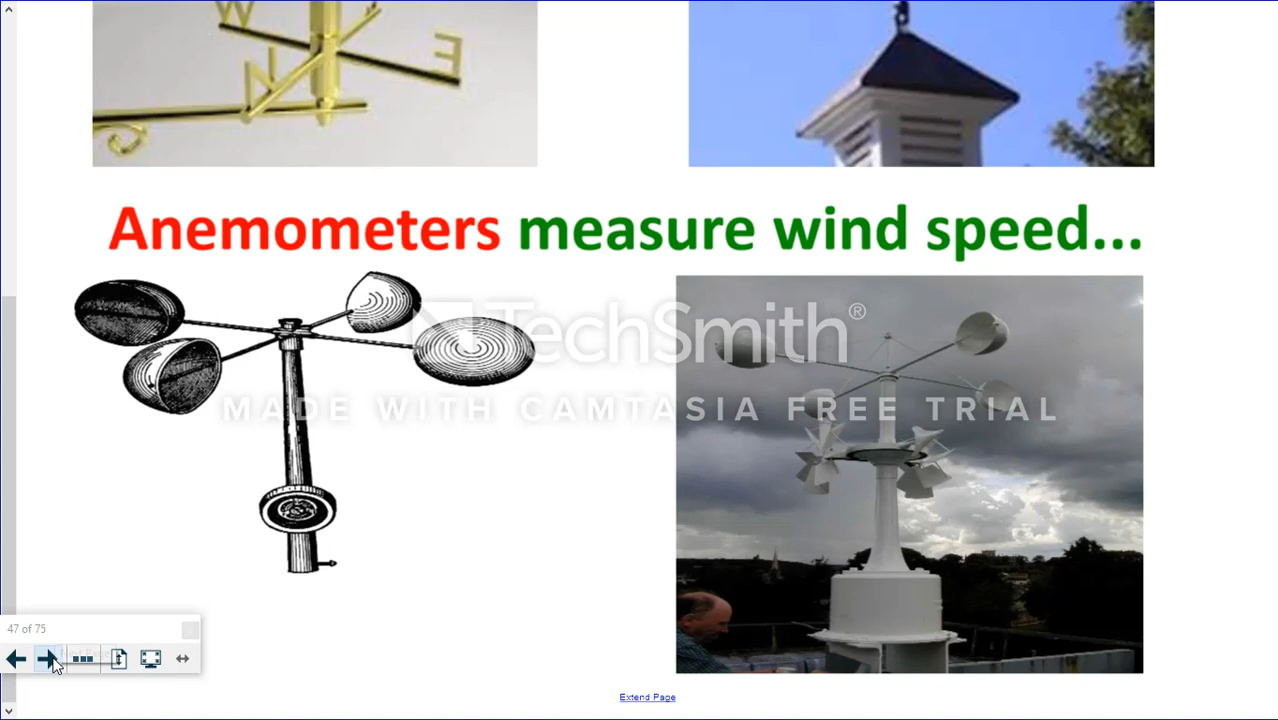 W
E
N
Anemometers measure wind speed...
TechSmith®
MADE WITH CAMTASIA FREE TRIAL
47 of 75
Extend Page